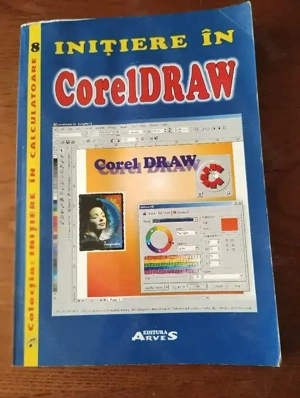 Colecția: INIȚIERE ÎN CALCULATOARE 8
INIȚIERE ÎN
CorelDRAW
Corel DRAW
EDITURA
ARVES